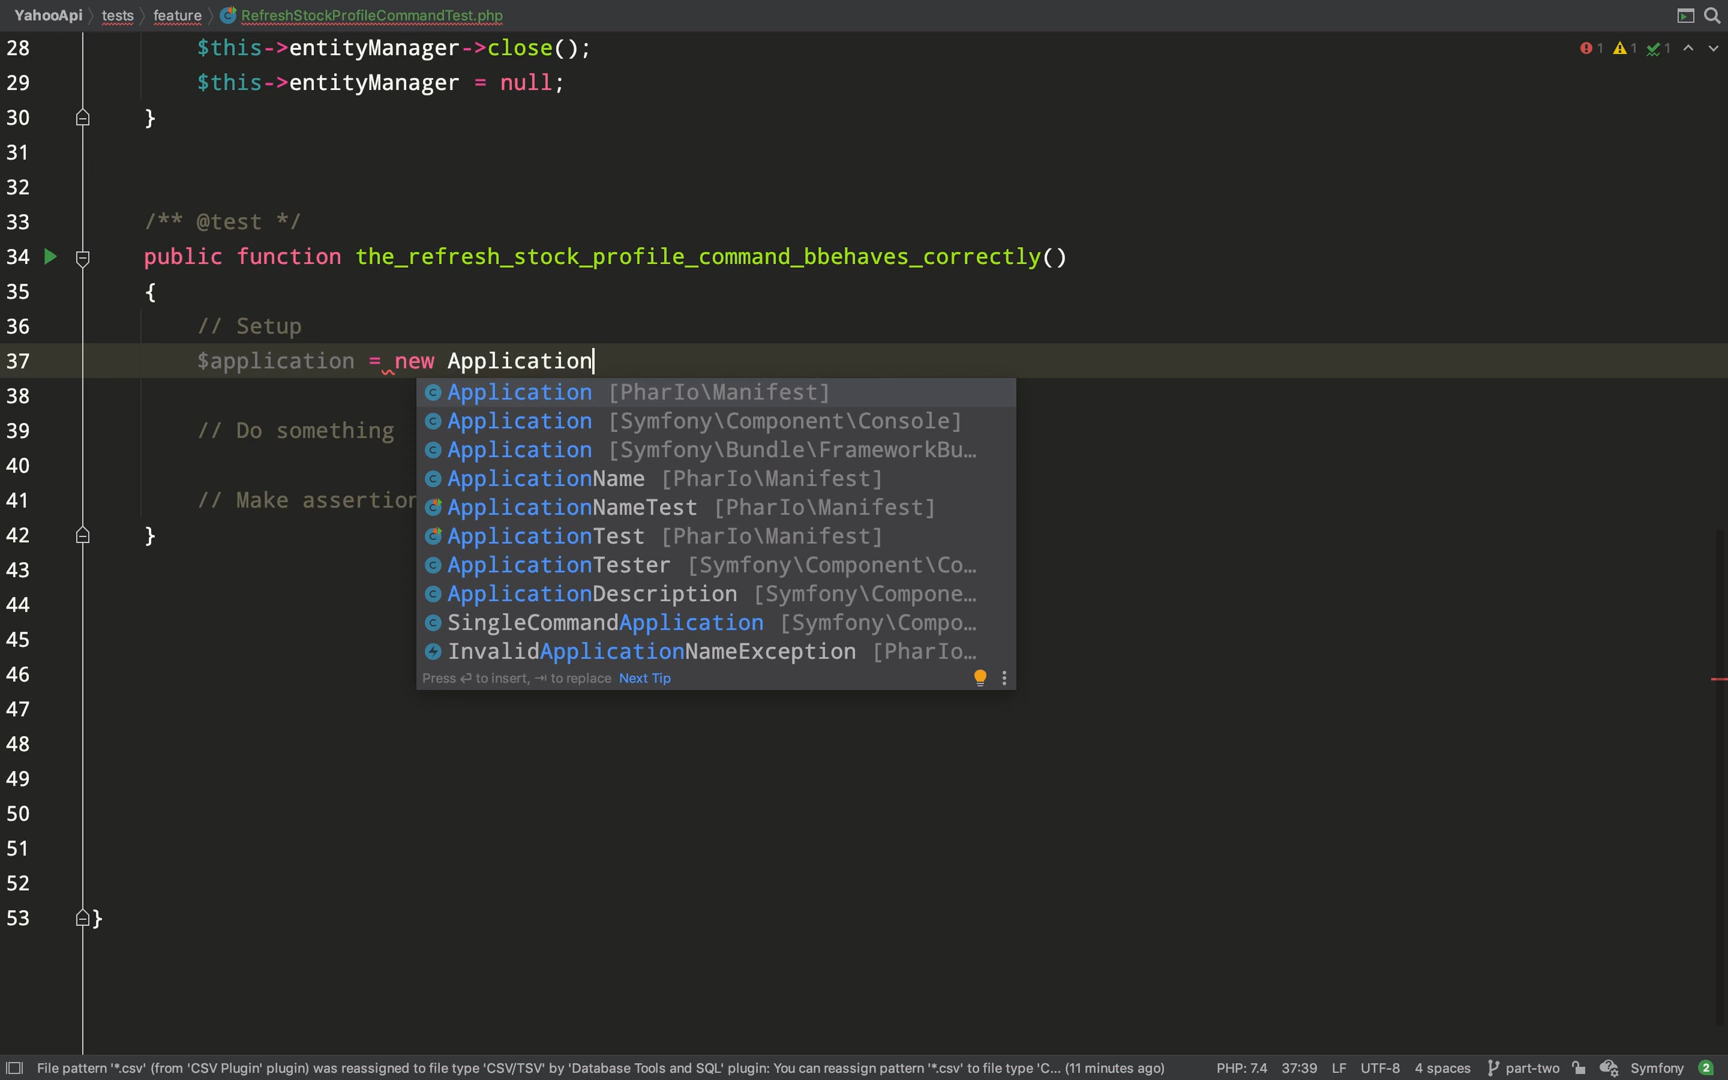 YahooApi tests feature RefreshStockProfileCommandTest.php
28 $this->entityManager->close(); 1 1 1
29 $this->entityManager = null;
30 }
31
32
33 /** @test */
34 public function the_refresh_stock_profile_command_bbehaves_correctly()
35 {
36 // Setup
37 $application = new Application
Application [PharIo\Manifest]
38
Application [Symfony\Component\Console]
39 // Do something
Application [Symfony\Bundle\FrameworkBu…
40
ApplicationName [PharIo\Manifest]
41 // Make assertion
ApplicationNameTest [PharIo\Manifest]
42 }
ApplicationTest [PharIo\Manifest]
43
ApplicationTester [Symfony\Component\Co…
44
ApplicationDescription [Symfony\Compone…
45
SingleCommandApplication [Symfony\Compo…
InvalidApplicationNameException [PharIo…
46
Press ↵ to insert, ⇥ to replace Next Tip
47
48
49
50
51
52
53 }
File pattern '*.csv' (from 'CSV Plugin' plugin) was reassigned to file type 'CSV/TSV' by 'Database Tools and SQL' plugin: You can reassign pattern '*.csv' to file type 'C... (11 minutes ago) PHP: 7.4 37:39 LF UTF-8 4 spaces part-two Symfony 2